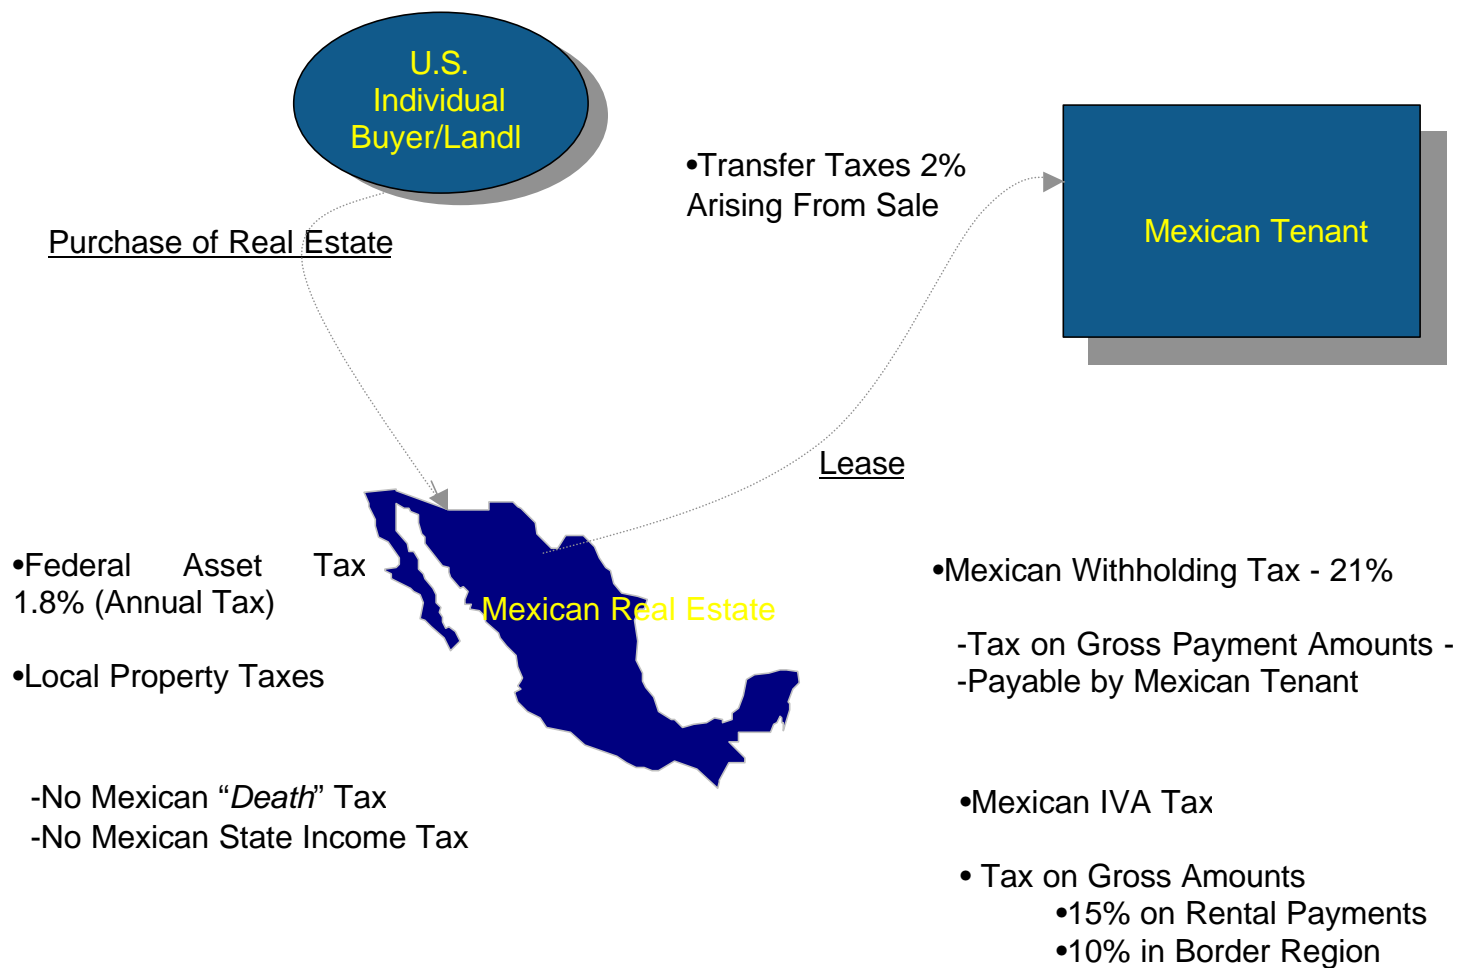 U.S.
Individual
Buyer/Landl
•Transfer Taxes 2%
Arising From Sale
Mexican Tenant
Purchase of Real Estate
Lease
•Federal Asset Tax
1.8% (Annual Tax)
•Local Property Taxes
-No Mexican “Death” Tax
-No Mexican State Income Tax
Mexican Real Estate
•Mexican Withholding Tax - 21%
-Tax on Gross Payment Amounts -
-Payable by Mexican Tenant
•Mexican IVA Tax
• Tax on Gross Amounts
•15% on Rental Payments
•10% in Border Region